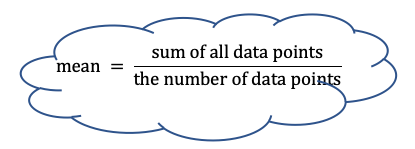 mean = sum of all data points
the number of data points